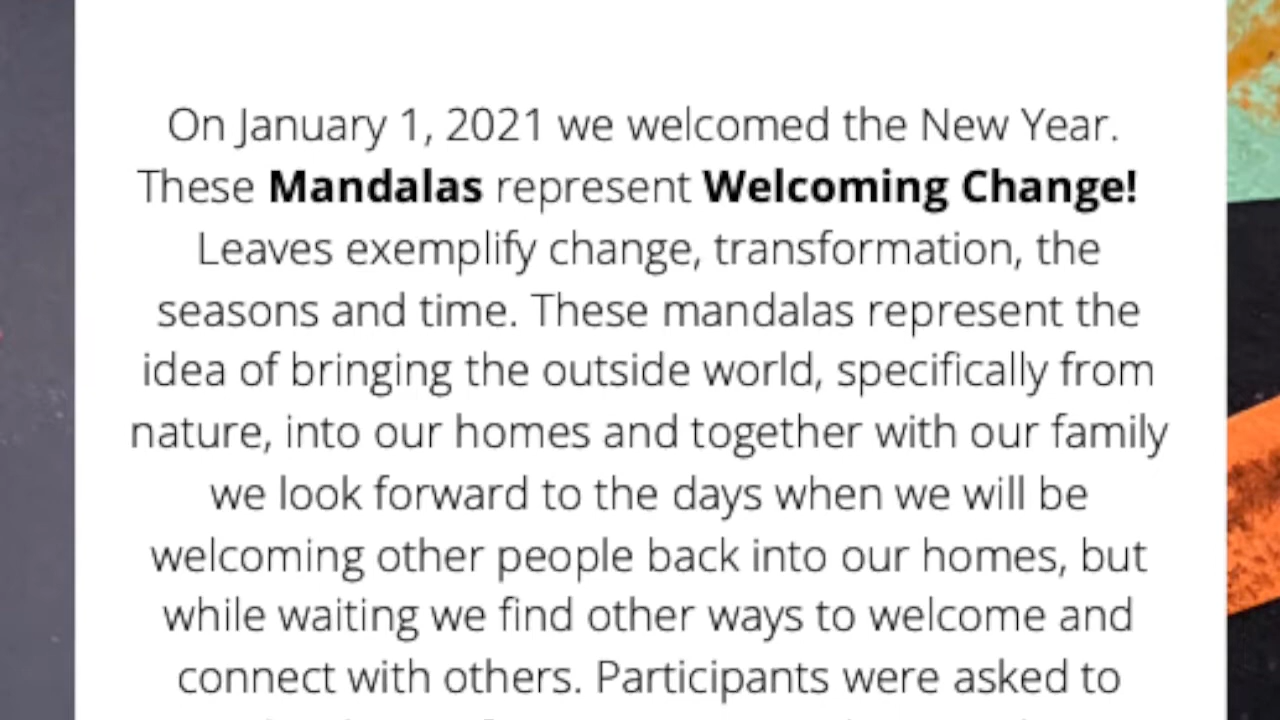 On January 1, 2021 we welcomed the New Year.
These Mandalas represent Welcoming Change!
Leaves exemplify change, transformation, the
seasons and time. These mandalas represent the
idea of bringing the outside world, specifically from
nature, into our homes and together with our family
we look forward to the days when we will be
welcoming other people back into our homes, but
while waiting we find other ways to welcome and
connect with others. Participants were asked to